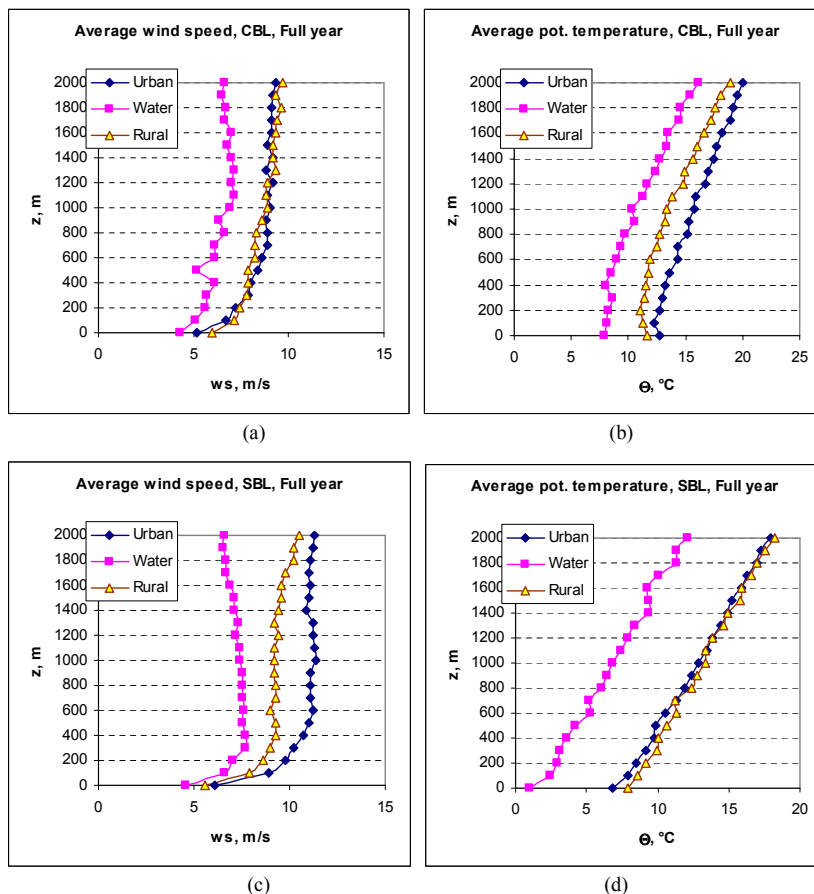 Average wind speed, CBL, Full year
2000
1800
1600
1400
1200
1000
800
600
400
200
0
z, m
Urban
Water
Rural
0 5 10 15
ws, m/s
(a)
Average pot. temperature, CBL, Full year
2000
1800
1600
1400
1200
1000
800
600
400
200
0
z, m
Urban
Water
Rural
0 5 10 15 20 25
Θ, °C
(b)
Average wind speed, SBL, Full year
2000
1800
1600
1400
1200
1000
800
600
400
200
0
z, m
Urban
Water
Rural
0 5 10 15
ws, m/s
(c)
Average pot. temperature, SBL, Full year
2000
1800
1600
1400
1200
1000
800
600
400
200
0
z, m
Urban
Water
Rural
0 5 10 15 20
Θ, °C
(d)